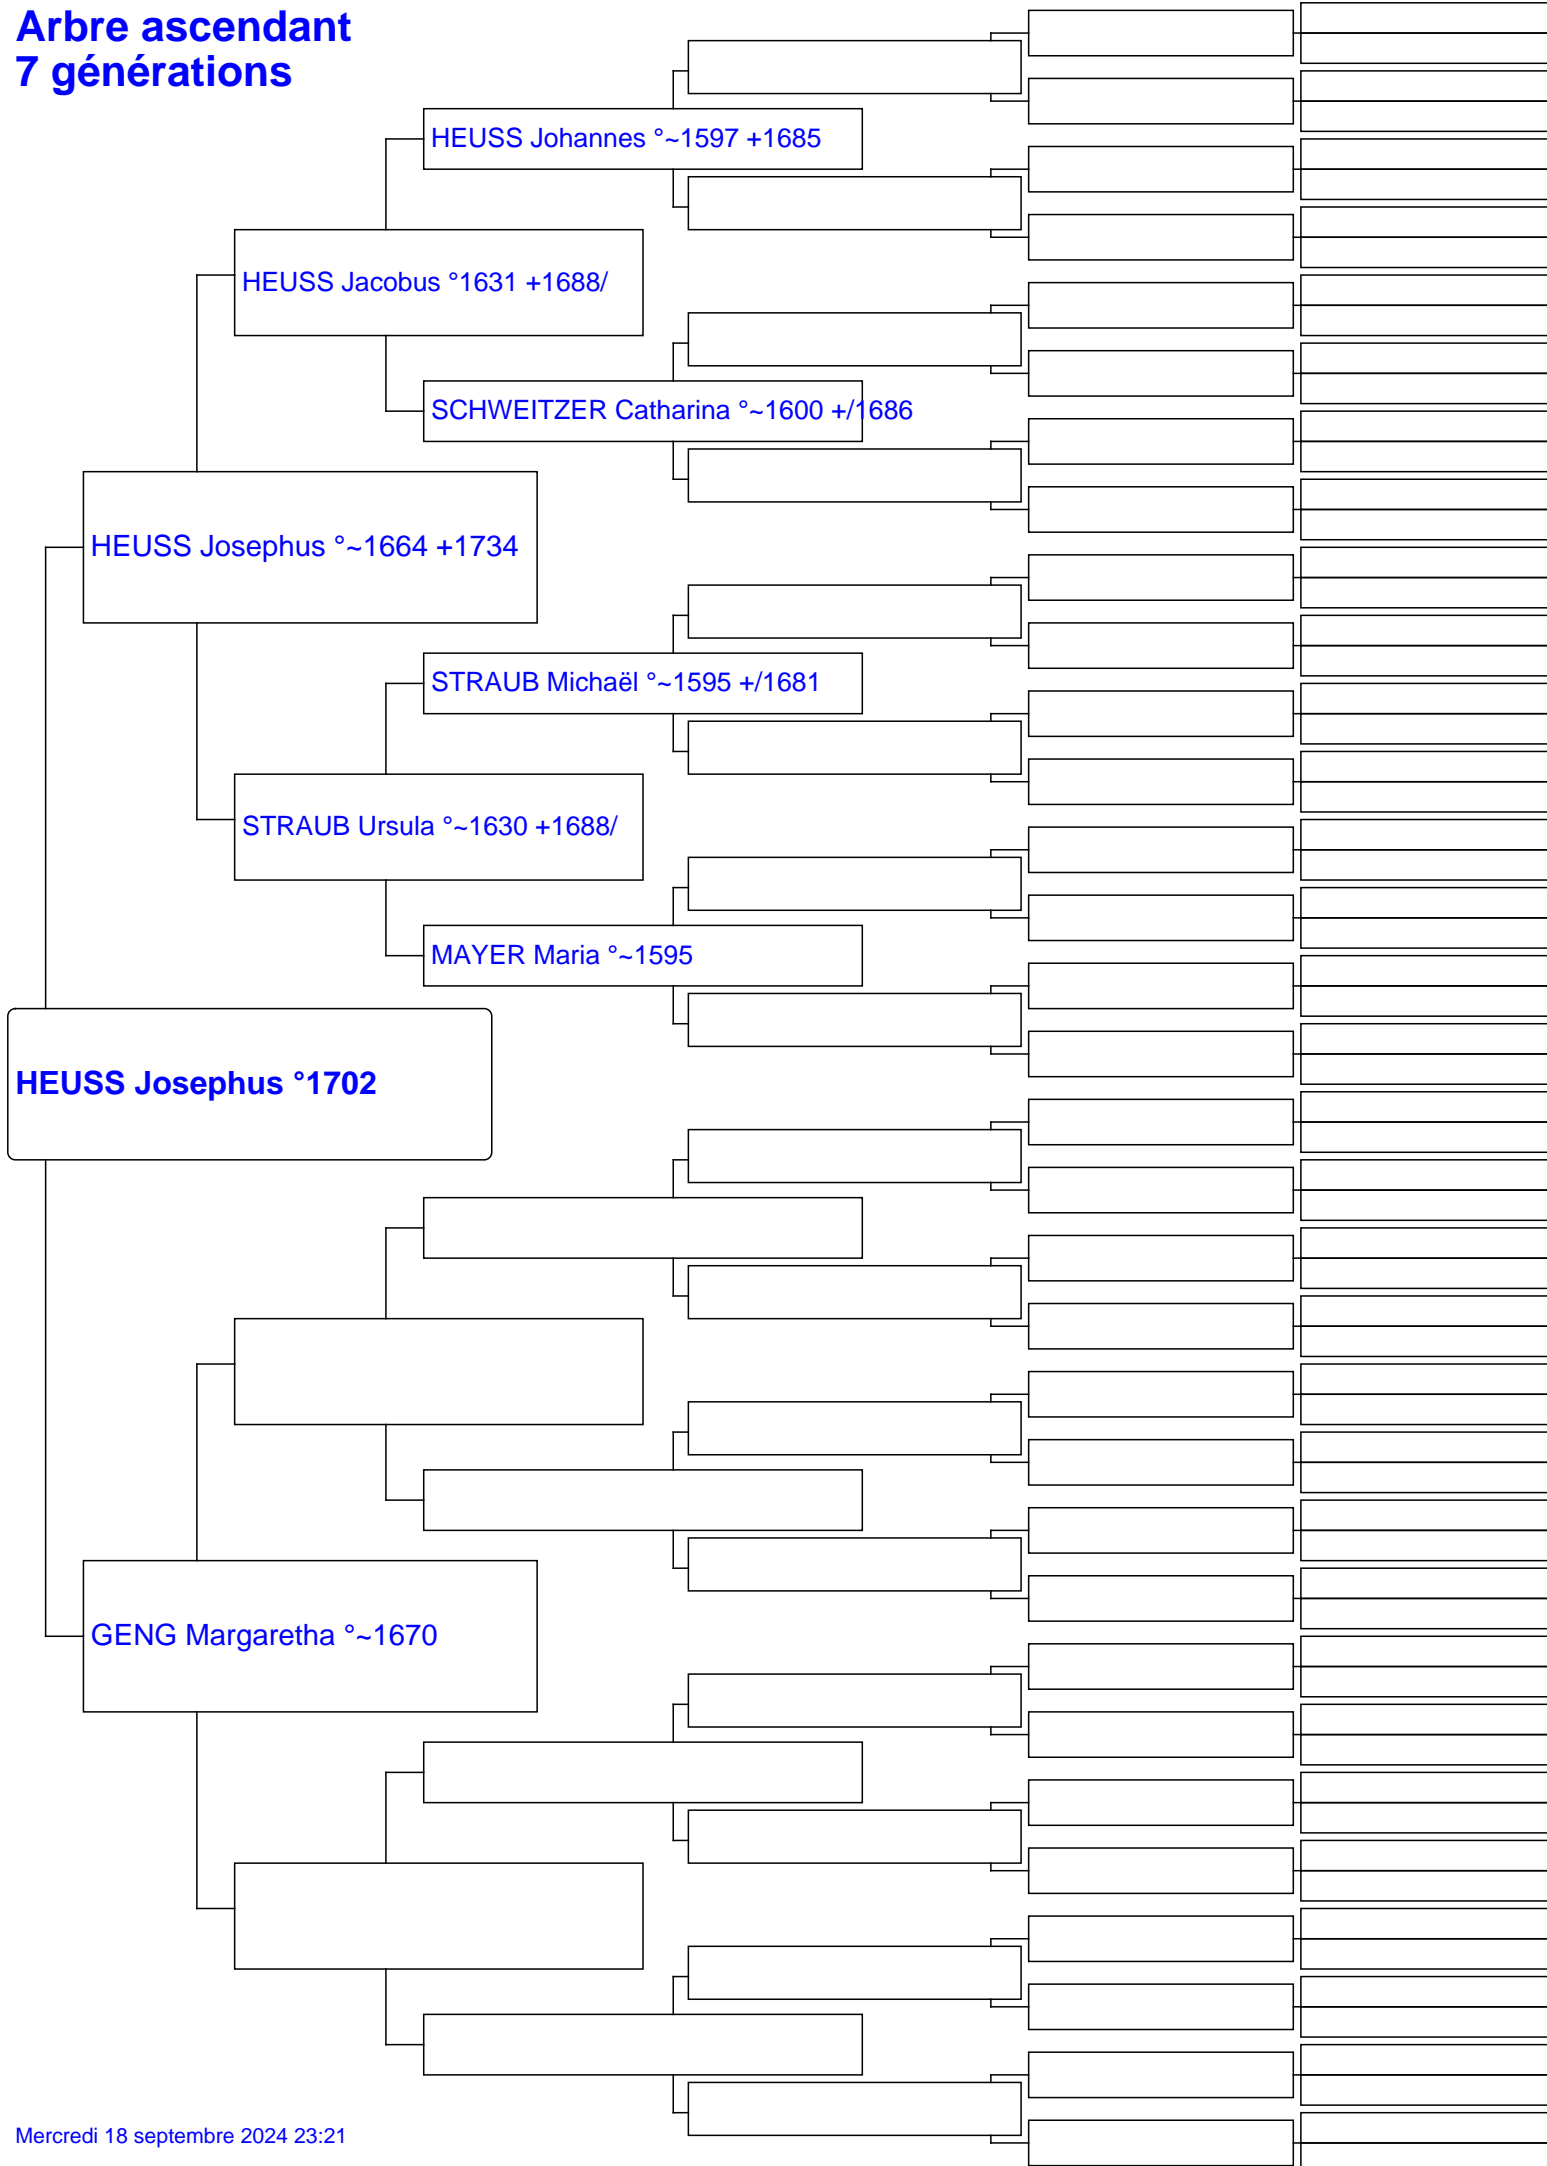 Arbre ascendant
7 générations
HEUSS Johannes °~1597 +1685
HEUSS Jacobus °1631 +1688/
SCHWEITZER Catharina °~1600 +/1686
HEUSS Josephus °~1664 +1734
STRAUB Michaël °~1595 +/1681
STRAUB Ursula °~1630 +1688/
MAYER Maria °~1595
HEUSS Josephus °1702
GENG Margaretha °~1670
Mercredi 18 septembre 2024 23:21